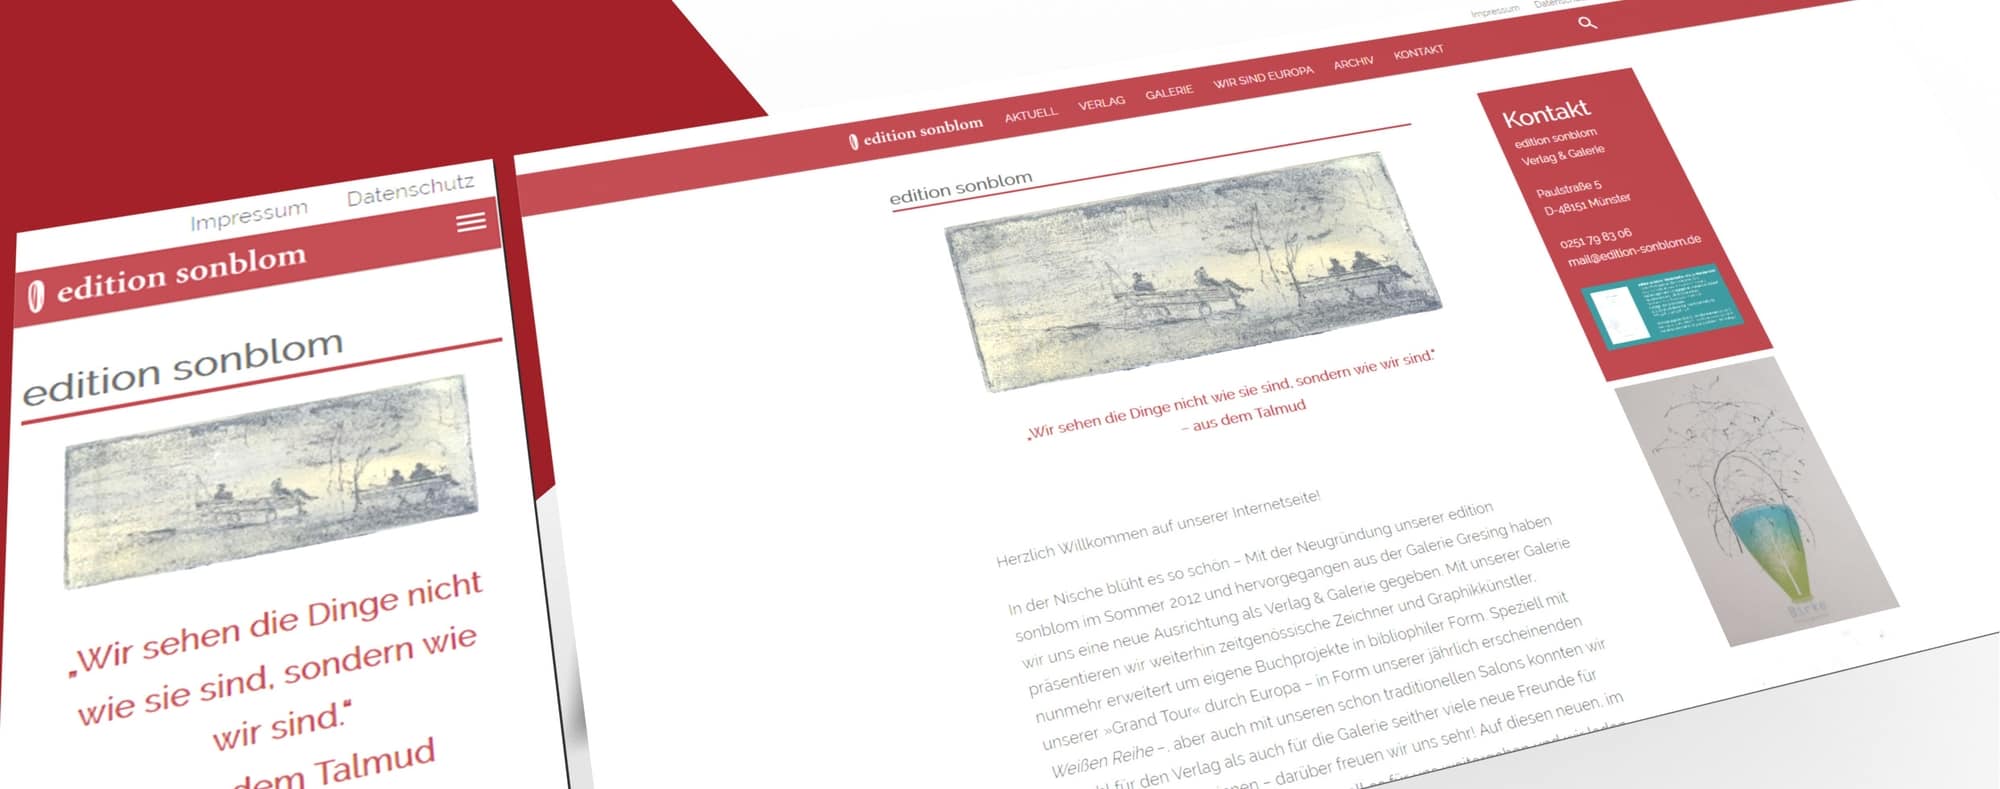 Impressum Datenschutz
edition sonblom
edition sonblom
„Wir sehen die Dinge nicht
wie sie sind, sondern wie
wir sind.“
dem Talmud
Impressum
edition sonblom AKTUELL VERLAG GALERIE WIR SIND EUROPA ARCHIV KONTAKT
edition sonblom
„Wir sehen die Dinge nicht wie sie sind, sondern wie wir sind.“
– aus dem Talmud
Herzlich Willkommen auf unserer Internetseite!
In der Nische blüht es so schön – Mit der Neugründung unserer edition
sonblom im Sommer 2012 und hervorgegangen aus der Galerie Gresing haben
wir uns eine neue Ausrichtung als Verlag & Galerie gegeben. Mit unserer Galerie
präsentieren wir weiterhin zeitgenössische Zeichner und Graphikkünstler,
nunmehr erweitert um eigene Buchprojekte in bibliophiler Form. Speziell mit
unserer »Grand Tour« durch Europa – in Form unserer jährlich erscheinenden
Weißen Reihe –, aber auch mit unseren schon traditionellen Salons konnten wir
für den Verlag als auch für die Galerie seither viele neue Freunde für
– darüber freuen wir uns sehr! Auf diesen neuen, im
Kontakt
edition sonblom
Verlag & Galerie
Paulstraße 5
D-48151 Münster
0251 79 83 06
mail@edition-sonblom.de
Birke